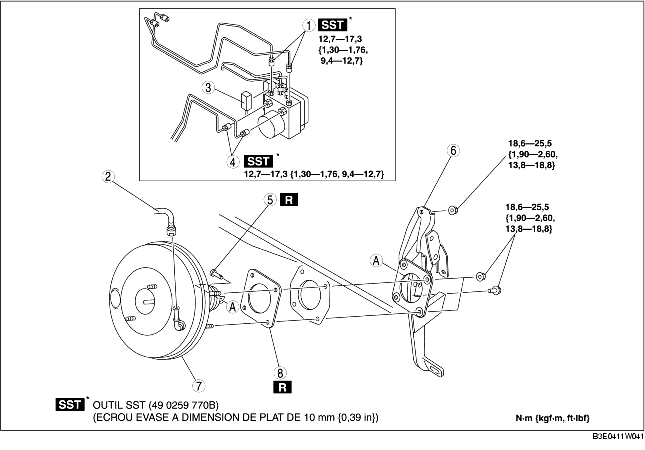 1 SST*
12,7—17,3
{1,30—1,76,
9,4—12,7}
3
4 SST*
12,7—17,3 {1,30—1,76, 9,4—12,7}
2
5 R
6
18,6—25,5
{1,90—2,60,
13,8—18,8}
18,6—25,5
{1,90—2,60,
13,8—18,8}
A
A
7
8
R
SST* OUTIL SST (49 0259 770B)
(ECROU EVASE A DIMENSION DE PLAT DE 10 mm {0,39 in})
N·m {kgf·m, ft·lbf}
B3E0411W041